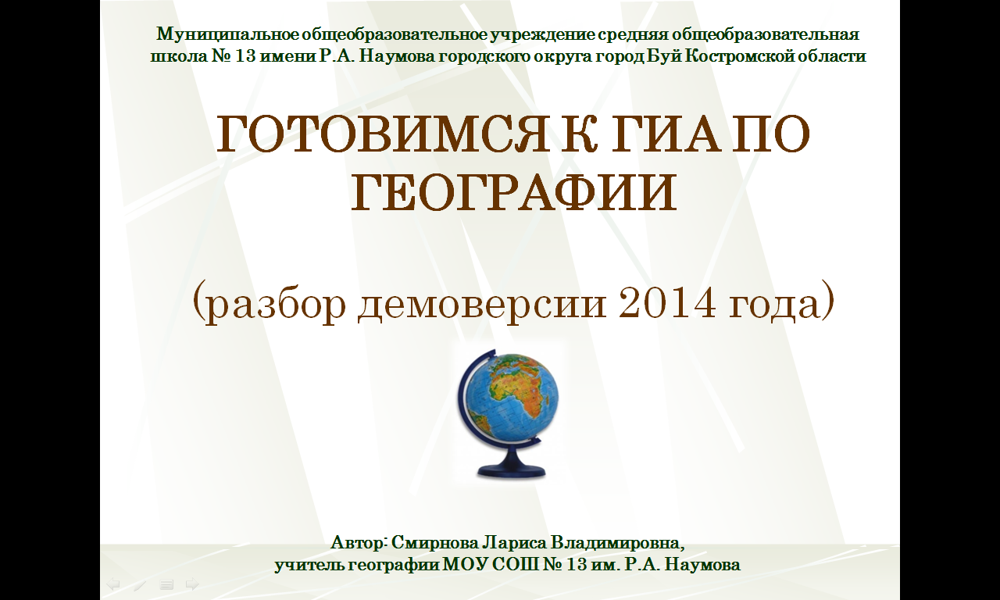 Муниципальное общеобразовательное учреждение средняя общеобразовательная
школа № 13 имени Р.А. Наумова городского округа город Буй Костромской области
ГОТОВИМСЯ К ГИА ПО
ГЕОГРАФИИ
(разбор демоверсии 2014 года)
Автор: Смирнова Лариса Владимировна,
учитель географии МОУ СОШ № 13 им. Р.А. Наумова